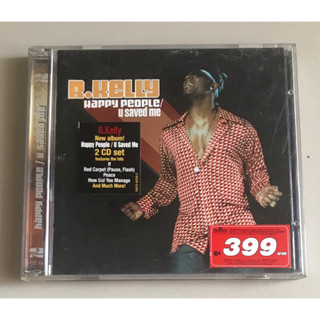 R.Kelly
HAPPY PEOPLE/
U SAVED ME
R.Kelly
New album!
Happy People / U Saved Me
2 CD set
features the hits
Red Carpet (Pause, Flash)
Peace
How Did You Manage
And Much More!
399
happy people / U saved me